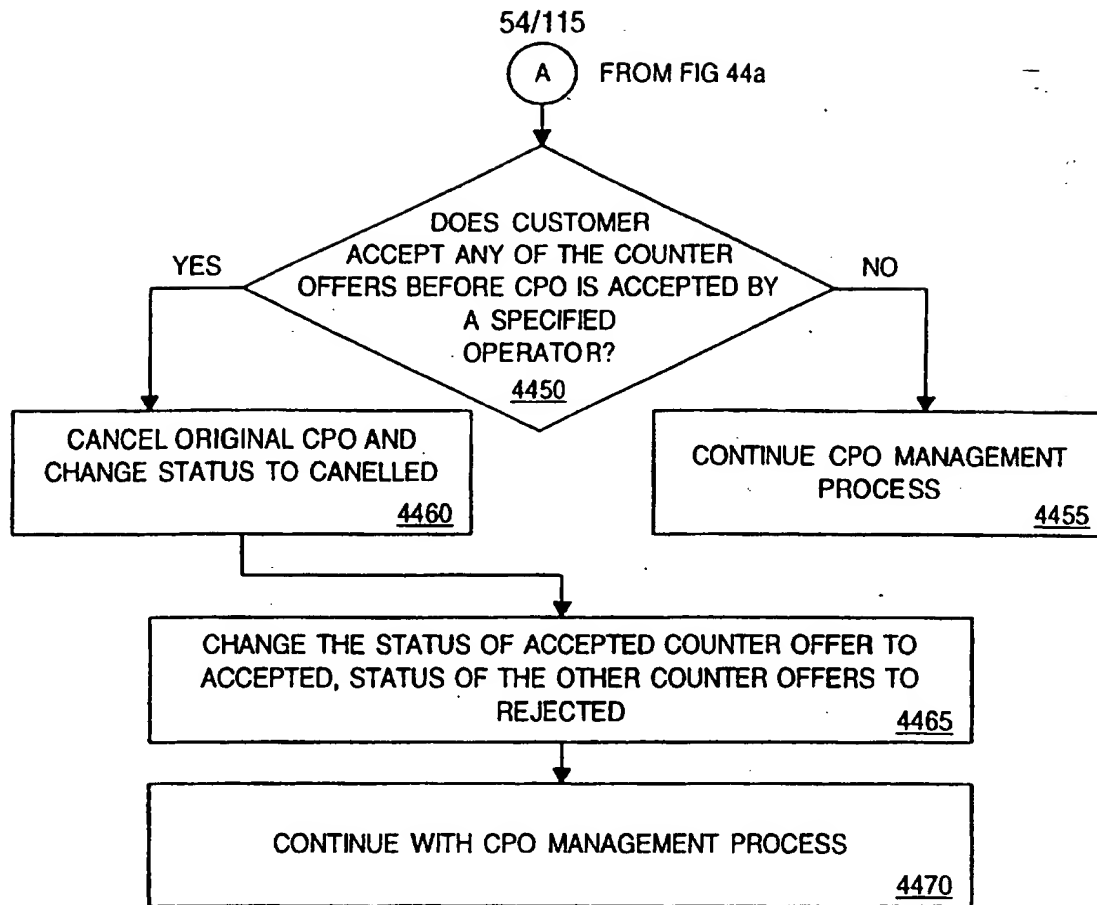 54/115
A FROM FIG 44a
DOES CUSTOMER
ACCEPT ANY OF THE COUNTER
OFFERS BEFORE CPO IS ACCEPTED BY
A SPECIFIED
OPERATOR?
4450
YES
NO
CANCEL ORIGINAL CPO AND
CHANGE STATUS TO CANELLED
4460
CONTINUE CPO MANAGEMENT
PROCESS
4455
CHANGE THE STATUS OF ACCEPTED COUNTER OFFER TO
ACCEPTED, STATUS OF THE OTHER COUNTER OFFERS TO
REJECTED
4465
CONTINUE WITH CPO MANAGEMENT PROCESS
4470